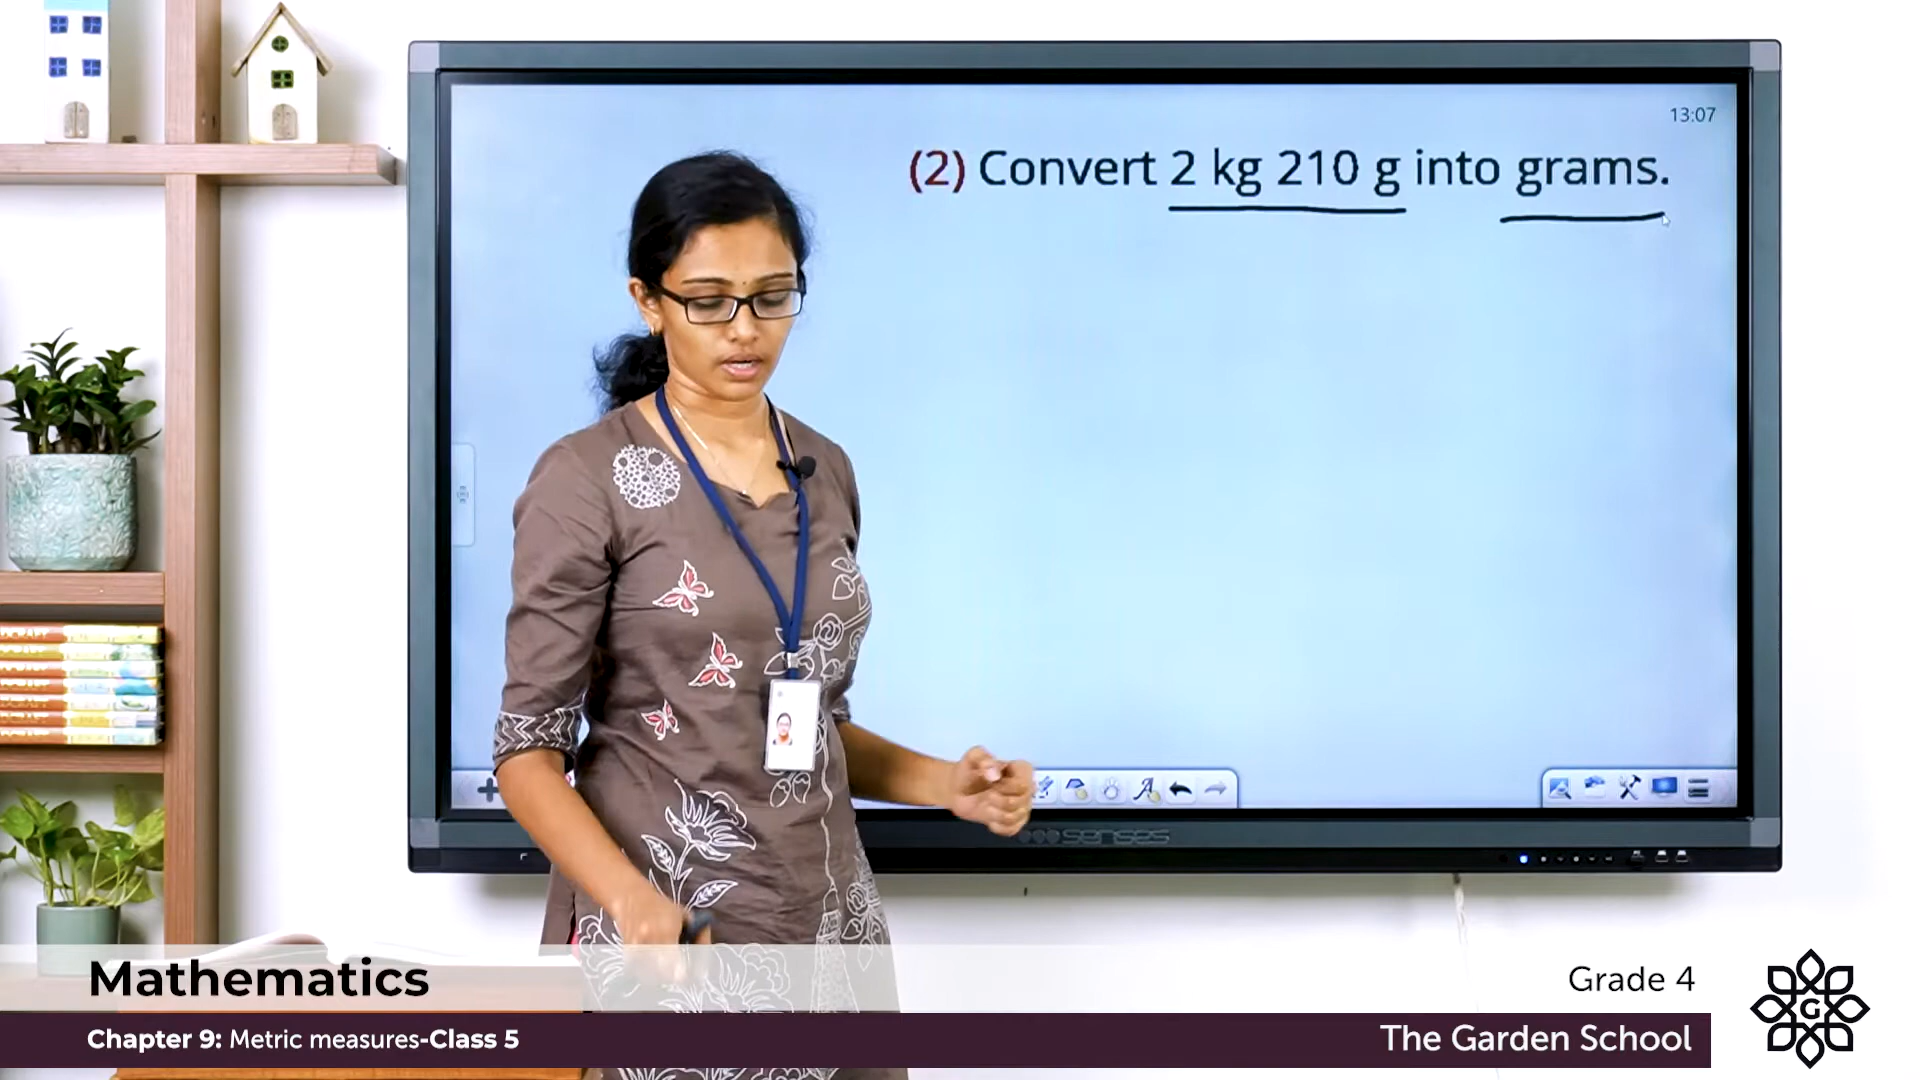 13:07
(2) Convert 2 kg 210 g into grams.
senses
Mathematics
Grade 4
Chapter 9: Metric measures-Class 5
The Garden School
G